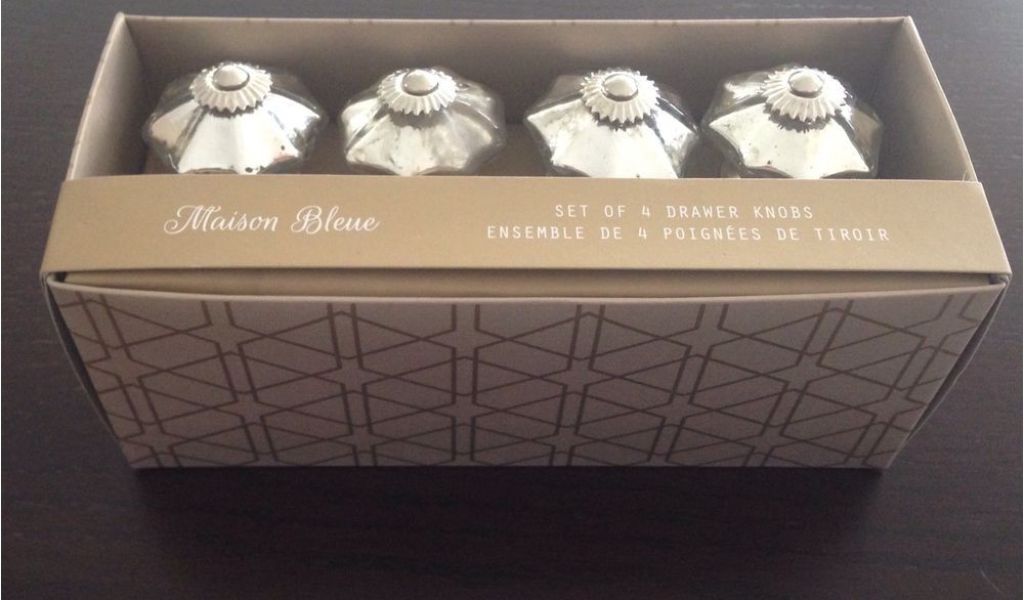 Maison Bleue
SET OF 4 DRAWER KNOBS
ENSEMBLE DE 4 POIGNÉES DE TIROIR